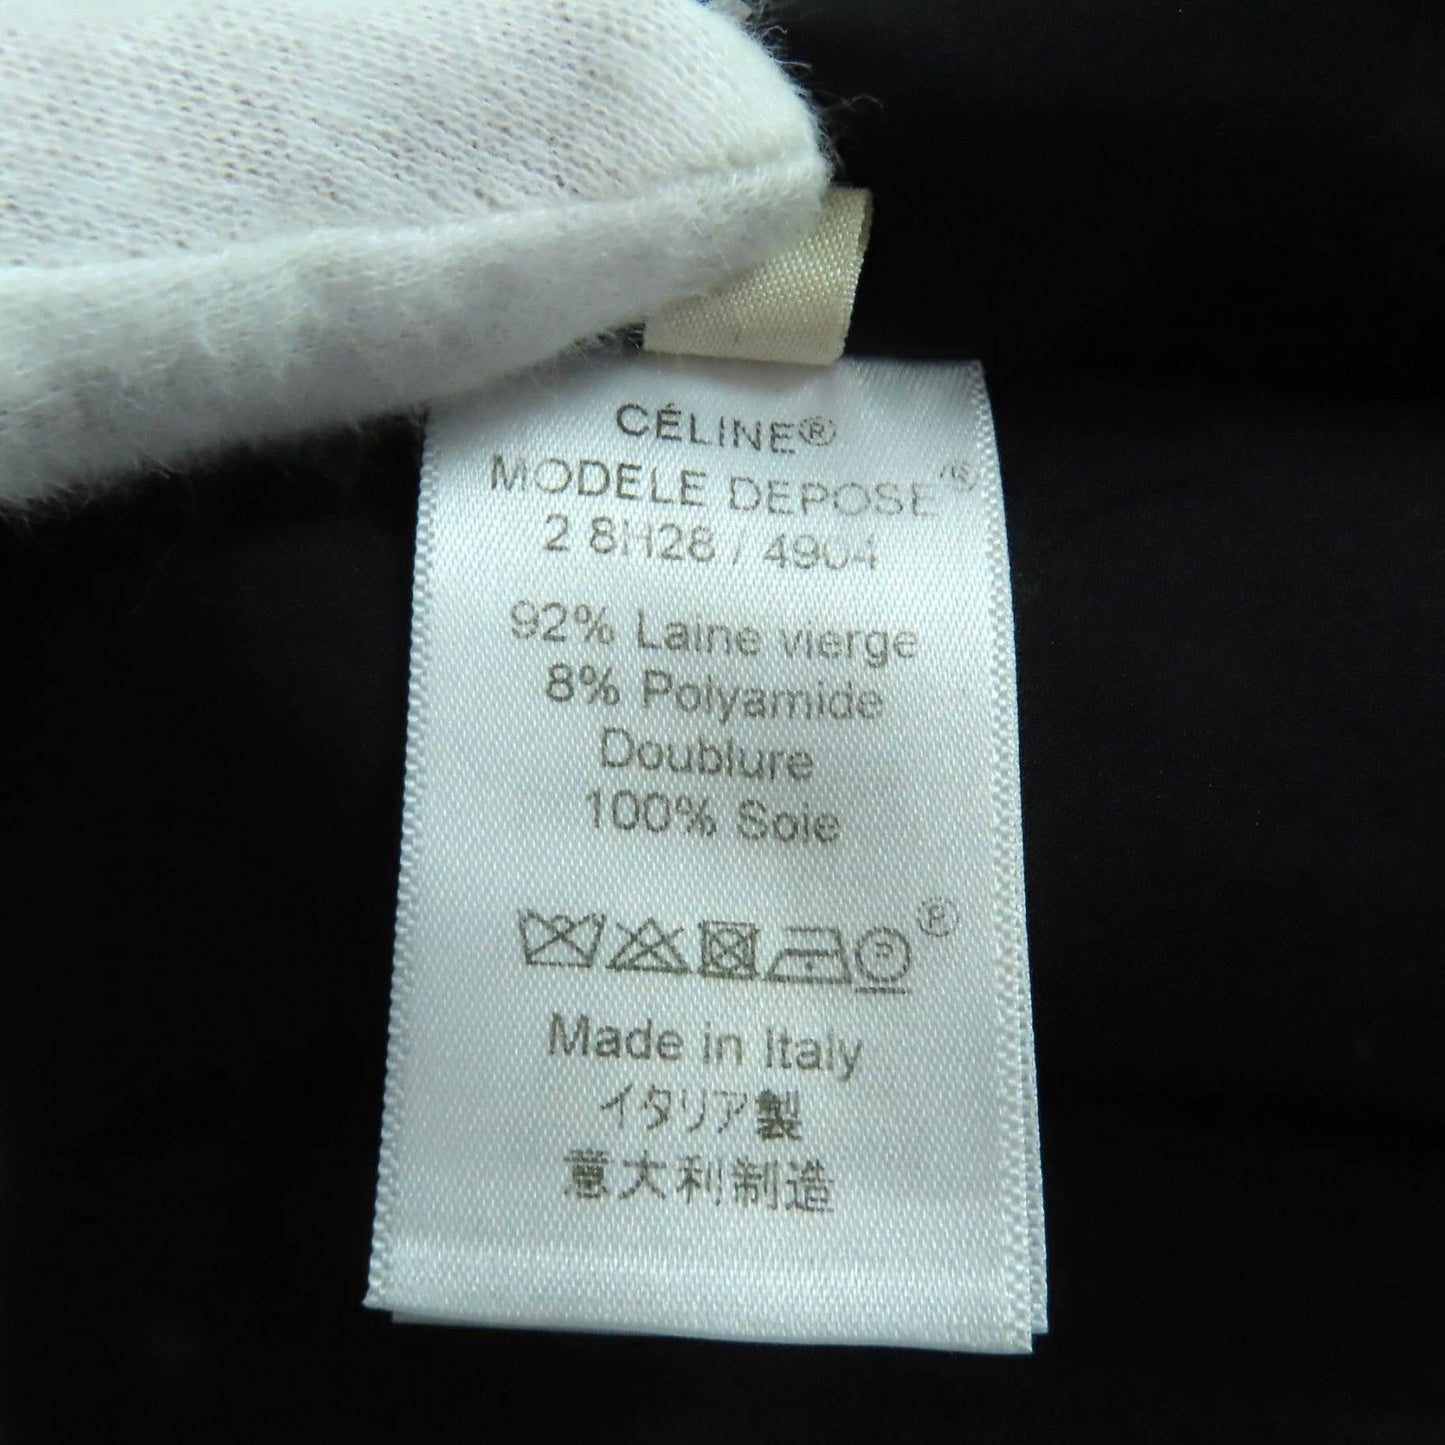 CÉLINE®
MODELE DEPOSE ®
2 8H28 / 4904
92% Laine vierge
8% Polyamide
Doublure
100% Soie
P ®
Made in Italy
イタリア製
意大利制造